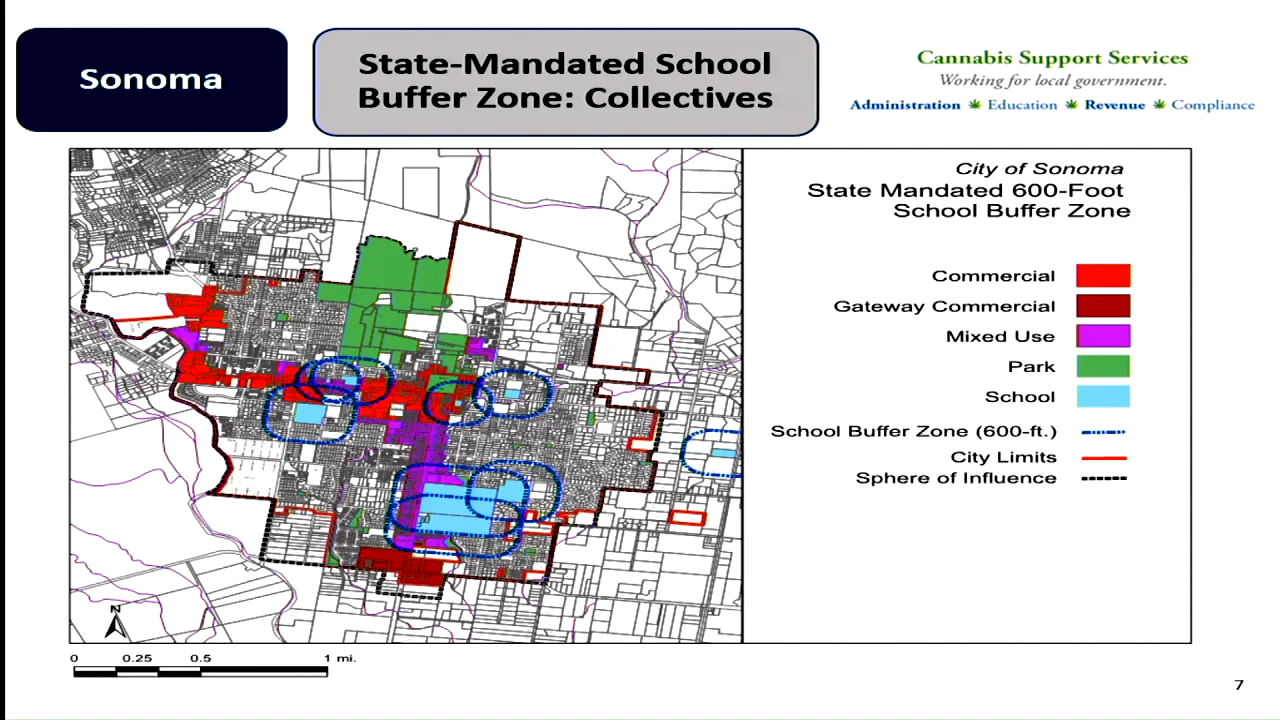 Sonoma
State-Mandated School
Buffer Zone: Collectives
Cannabis Support Services
Working for local government.
Administration Education Revenue Compliance
City of Sonoma
State Mandated 600-Foot
School Buffer Zone
Commercial
Gateway Commercial
Mixed Use
Park
School
School Buffer Zone (600-ft.)
City Limits
Sphere of Influence
N
0 0.25 0.5 1 mi.
7